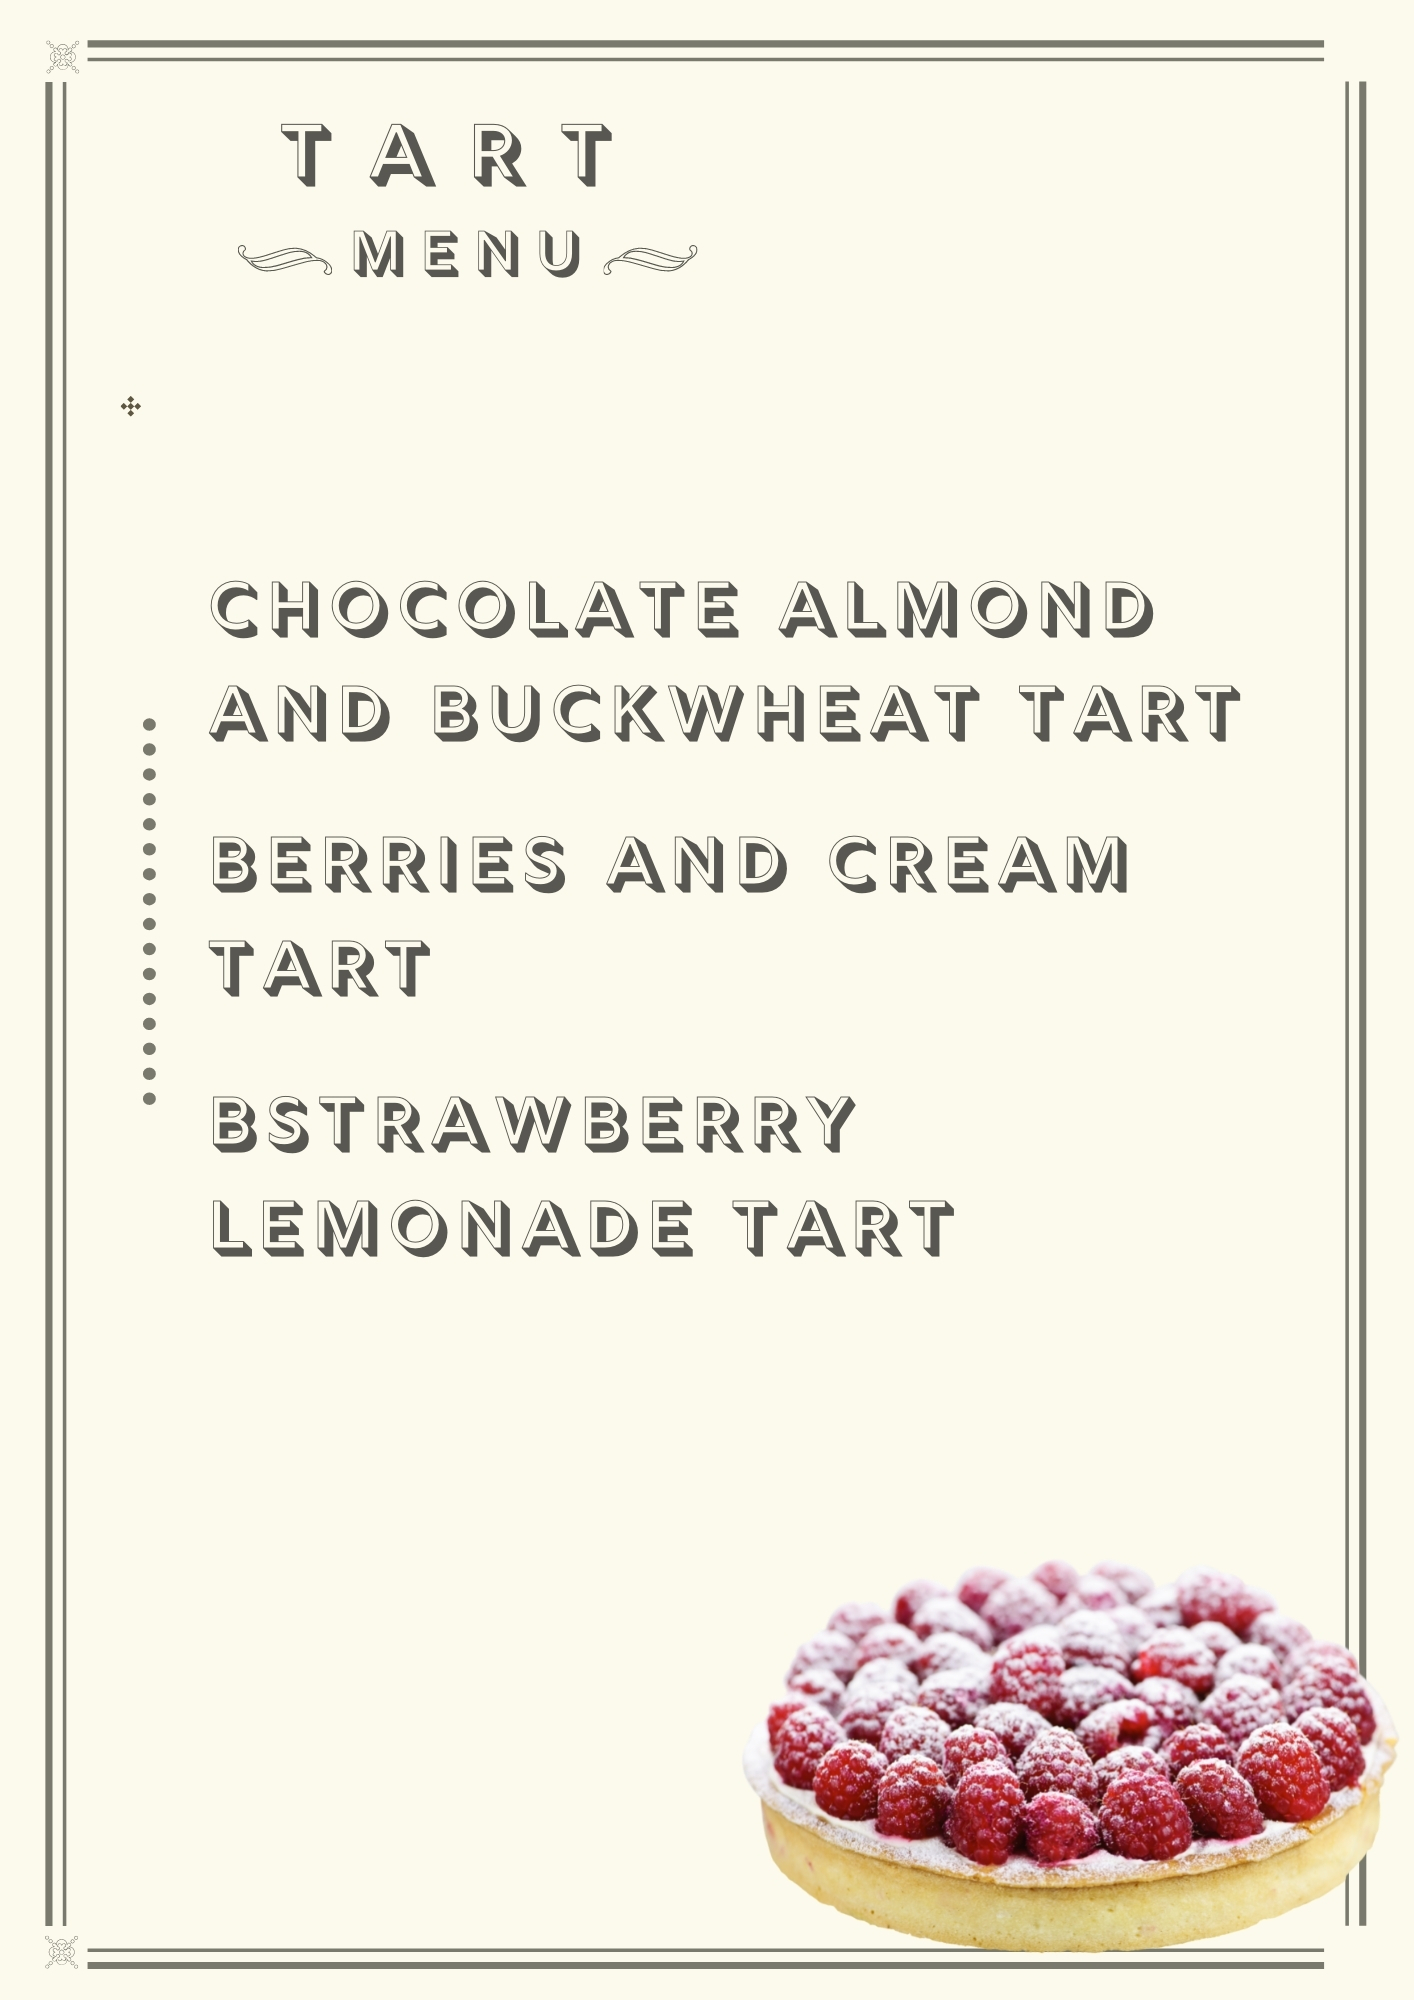 TART
MENU
CHOCOLATE ALMOND
AND BUCKWHEAT TART
BERRIES AND CREAM
TART
BSTRAWBERRY
LEMONADE TART